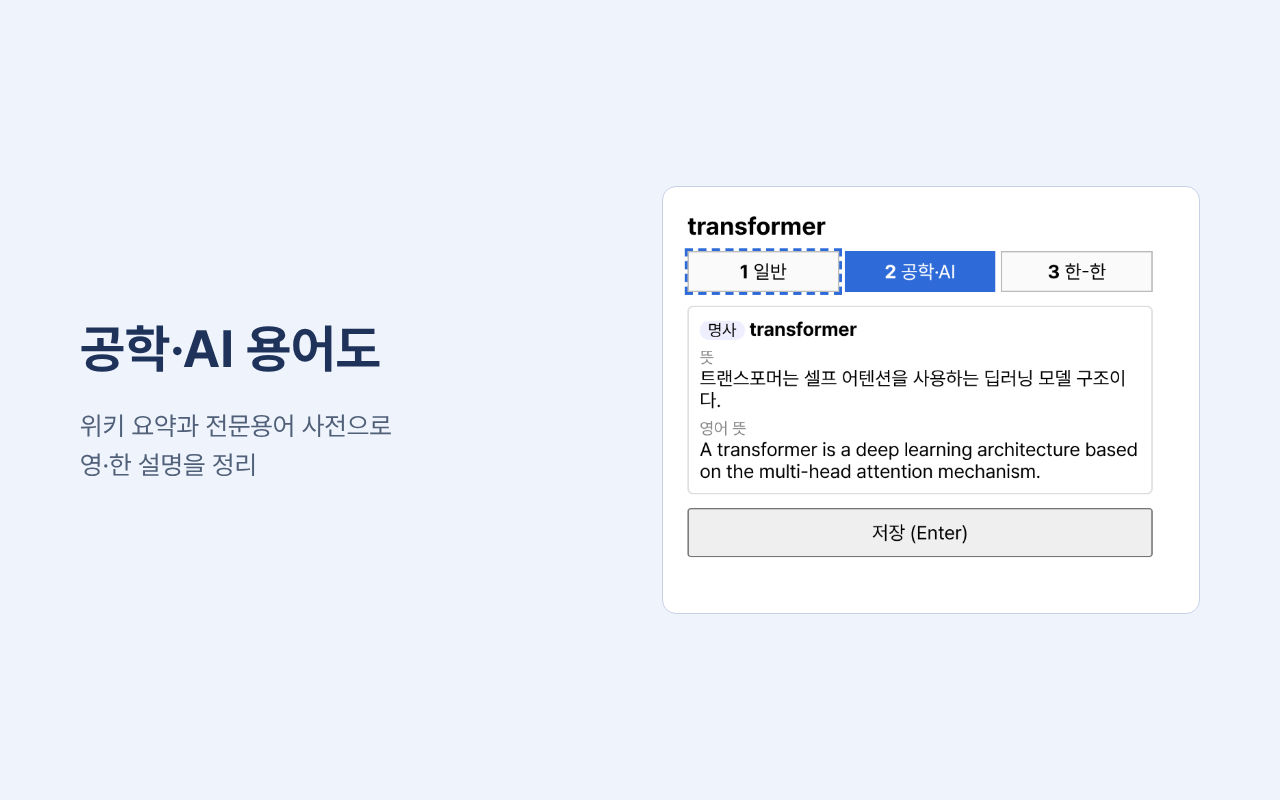 공학·AI 용어도
위키 요약과 전문용어 사전으로
영·한 설명을 정리
transformer
1 일반
2 공학·AI
3 한-한
명사 transformer
뜻
트랜스포머는 셀프 어텐션을 사용하는 딥러닝 모델 구조이
다.
영어 뜻
A transformer is a deep learning architecture based
on the multi-head attention mechanism.
저장 (Enter)